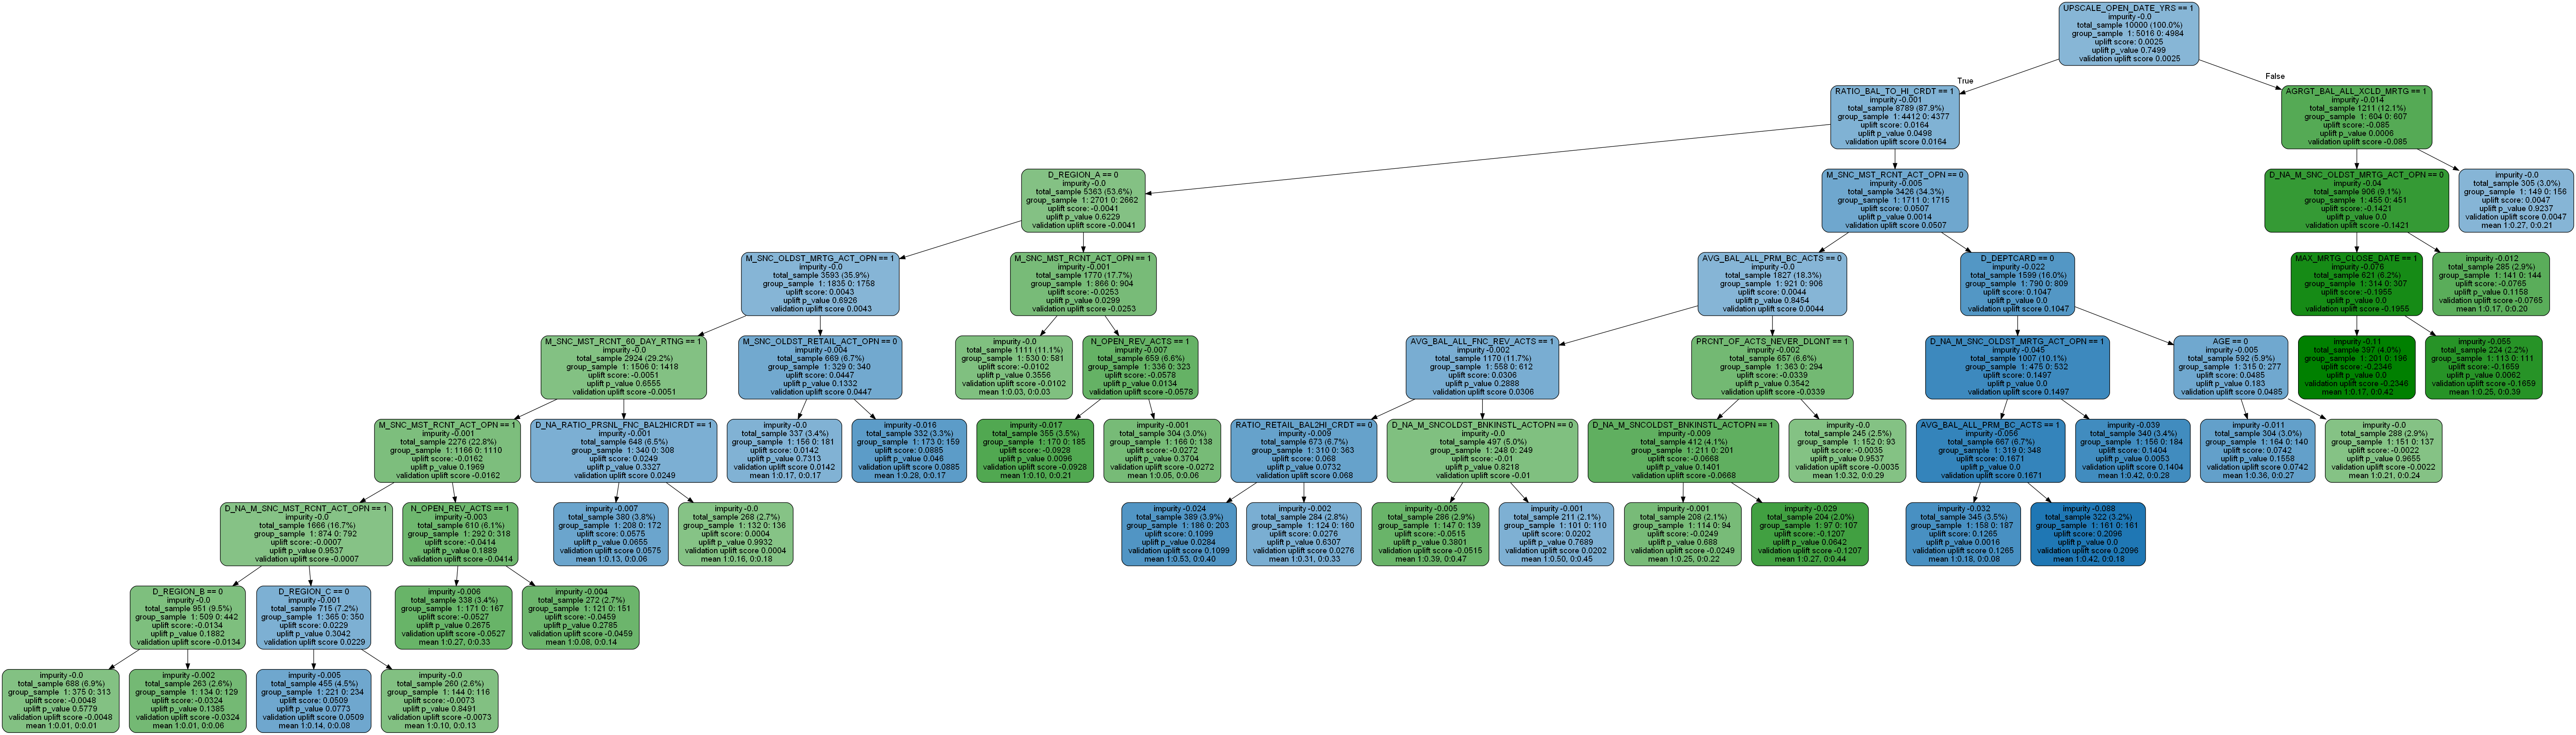 UPSCALE_OPEN_DATE_YRS == 1
impurity -0.0
total_sample 10000 (100.0%)
group_sample 1: 5016 0: 4984
uplift score: 0.0025
uplift p_value 0.7499
validation uplift score 0.0025
True
False
RATIO_BAL_TO_HI_CRDT == 1
impurity -0.001
total_sample 8789 (87.9%)
group_sample 1: 4412 0: 4377
uplift score: 0.0164
uplift p_value 0.0498
validation uplift score 0.0164
AGRGT_BAL_ALL_XCLD_MRTG == 1
impurity -0.014
total_sample 1211 (12.1%)
group_sample 1: 604 0: 607
uplift score: -0.085
uplift p_value 0.0006
validation uplift score -0.085
D_REGION_A == 0
impurity -0.0
total_sample 5363 (53.6%)
group_sample 1: 2701 0: 2662
uplift score: -0.0041
uplift p_value 0.6229
validation uplift score -0.0041
M_SNC_MST_RCNT_ACT_OPN == 0
impurity -0.005
total_sample 3426 (34.3%)
group_sample 1: 1711 0: 1715
uplift score: 0.0507
uplift p_value 0.0014
validation uplift score 0.0507
D_NA_M_SNC_OLDST_MRTG_ACT_OPN == 0
impurity -0.04
total_sample 906 (9.1%)
group_sample 1: 455 0: 451
uplift score: -0.1421
uplift p_value 0.0
validation uplift score -0.1421
impurity -0.0
total_sample 305 (3.0%)
group_sample 1: 149 0: 156
uplift score: 0.0047
uplift p_value 0.9237
validation uplift score 0.0047
mean 1:0.27, 0:0.21
M_SNC_OLDST_MRTG_ACT_OPN == 1
impurity -0.0
total_sample 3593 (35.9%)
group_sample 1: 1835 0: 1758
uplift score: 0.0043
uplift p_value 0.6926
validation uplift score 0.0043
M_SNC_MST_RCNT_ACT_OPN == 1
impurity -0.001
total_sample 1770 (17.7%)
group_sample 1: 866 0: 904
uplift score: -0.0253
uplift p_value 0.0299
validation uplift score -0.0253
AVG_BAL_ALL_PRM_BC_ACTS == 0
impurity -0.0
total_sample 1827 (18.3%)
group_sample 1: 921 0: 906
uplift score: 0.0044
uplift p_value 0.8454
validation uplift score 0.0044
D_DEPTCARD == 0
impurity -0.022
total_sample 1599 (16.0%)
group_sample 1: 790 0: 809
uplift score: 0.1047
uplift p_value 0.0
validation uplift score 0.1047
MAX_MRTG_CLOSE_DATE == 1
impurity -0.076
total_sample 621 (6.2%)
group_sample 1: 314 0: 307
uplift score: -0.1955
uplift p_value 0.0
validation uplift score -0.1955
impurity -0.012
total_sample 285 (2.9%)
group_sample 1: 141 0: 144
uplift score: -0.0765
uplift p_value 0.1158
validation uplift score -0.0765
mean 1:0.17, 0:0.20
M_SNC_MST_RCNT_60_DAY_RTNG == 1
impurity -0.0
total_sample 2924 (29.2%)
group_sample 1: 1506 0: 1418
uplift score: -0.0051
uplift p_value 0.6555
validation uplift score -0.0051
M_SNC_OLDST_RETAIL_ACT_OPN == 0
impurity -0.004
total_sample 669 (6.7%)
group_sample 1: 329 0: 340
uplift score: 0.0447
uplift p_value 0.1332
validation uplift score 0.0447
impurity -0.0
total_sample 1111 (11.1%)
group_sample 1: 530 0: 581
uplift score: -0.0102
uplift p_value 0.3556
validation uplift score -0.0102
mean 1:0.03, 0:0.03
N_OPEN_REV_ACTS == 1
impurity -0.007
total_sample 659 (6.6%)
group_sample 1: 336 0: 323
uplift score: -0.0578
uplift p_value 0.0134
validation uplift score -0.0578
AVG_BAL_ALL_FNC_REV_ACTS == 1
impurity -0.002
total_sample 1170 (11.7%)
group_sample 1: 558 0: 612
uplift score: 0.0306
uplift p_value 0.2888
validation uplift score 0.0306
PRCNT_OF_ACTS_NEVER_DLQNT == 1
impurity -0.002
total_sample 657 (6.6%)
group_sample 1: 363 0: 294
uplift score: -0.0339
uplift p_value 0.3542
validation uplift score -0.0339
D_NA_M_SNC_OLDST_MRTG_ACT_OPN == 1
impurity -0.045
total_sample 1007 (10.1%)
group_sample 1: 475 0: 532
uplift score: 0.1497
uplift p_value 0.0
validation uplift score 0.1497
AGE == 0
impurity -0.005
total_sample 592 (5.9%)
group_sample 1: 315 0: 277
uplift score: 0.0485
uplift p_value 0.183
validation uplift score 0.0485
impurity -0.11
total_sample 397 (4.0%)
group_sample 1: 201 0: 196
uplift score: -0.2346
uplift p_value 0.0
validation uplift score -0.2346
mean 1:0.17, 0:0.42
impurity -0.055
total_sample 224 (2.2%)
group_sample 1: 113 0: 111
uplift score: -0.1659
uplift p_value 0.0062
validation uplift score -0.1659
mean 1:0.25, 0:0.39
M_SNC_MST_RCNT_ACT_OPN == 1
impurity -0.001
total_sample 2276 (22.8%)
group_sample 1: 1166 0: 1110
uplift score: -0.0162
uplift p_value 0.1969
validation uplift score -0.0162
D_NA_RATIO_PRSNL_FNC_BAL2HICRDT == 1
impurity -0.001
total_sample 648 (6.5%)
group_sample 1: 340 0: 308
uplift score: 0.0249
uplift p_value 0.3327
validation uplift score 0.0249
impurity -0.0
total_sample 337 (3.4%)
group_sample 1: 156 0: 181
uplift score: 0.0142
uplift p_value 0.7313
validation uplift score 0.0142
mean 1:0.17, 0:0.17
impurity -0.016
total_sample 332 (3.3%)
group_sample 1: 173 0: 159
uplift score: 0.0885
uplift p_value 0.046
validation uplift score 0.0885
mean 1:0.28, 0:0.17
impurity -0.017
total_sample 355 (3.5%)
group_sample 1: 170 0: 185
uplift score: -0.0928
uplift p_value 0.0096
validation uplift score -0.0928
mean 1:0.10, 0:0.21
impurity -0.001
total_sample 304 (3.0%)
group_sample 1: 166 0: 138
uplift score: -0.0272
uplift p_value 0.3704
validation uplift score -0.0272
mean 1:0.05, 0:0.06
RATIO_RETAIL_BAL2HI_CRDT == 0
impurity -0.009
total_sample 673 (6.7%)
group_sample 1: 310 0: 363
uplift score: 0.068
uplift p_value 0.0732
validation uplift score 0.068
D_NA_M_SNCOLDST_BNKINSTL_ACTOPN == 0
impurity -0.0
total_sample 497 (5.0%)
group_sample 1: 248 0: 249
uplift score: -0.01
uplift p_value 0.8218
validation uplift score -0.01
D_NA_M_SNCOLDST_BNKINSTL_ACTOPN == 1
impurity -0.009
total_sample 412 (4.1%)
group_sample 1: 211 0: 201
uplift score: -0.0668
uplift p_value 0.1401
validation uplift score -0.0668
impurity -0.0
total_sample 245 (2.5%)
group_sample 1: 152 0: 93
uplift score: -0.0035
uplift p_value 0.9537
validation uplift score -0.0035
mean 1:0.32, 0:0.29
AVG_BAL_ALL_PRM_BC_ACTS == 1
impurity -0.056
total_sample 667 (6.7%)
group_sample 1: 319 0: 348
uplift score: 0.1671
uplift p_value 0.0
validation uplift score 0.1671
impurity -0.039
total_sample 340 (3.4%)
group_sample 1: 156 0: 184
uplift score: 0.1404
uplift p_value 0.0053
validation uplift score 0.1404
mean 1:0.42, 0:0.28
impurity -0.011
total_sample 304 (3.0%)
group_sample 1: 164 0: 140
uplift score: 0.0742
uplift p_value 0.1558
validation uplift score 0.0742
mean 1:0.36, 0:0.27
impurity -0.0
total_sample 288 (2.9%)
group_sample 1: 151 0: 137
uplift score: -0.0022
uplift p_value 0.9655
validation uplift score -0.0022
mean 1:0.21, 0:0.24
D_NA_M_SNC_MST_RCNT_ACT_OPN == 1
impurity -0.0
total_sample 1666 (16.7%)
group_sample 1: 874 0: 792
uplift score: -0.0007
uplift p_value 0.9537
validation uplift score -0.0007
N_OPEN_REV_ACTS == 1
impurity -0.003
total_sample 610 (6.1%)
group_sample 1: 292 0: 318
uplift score: -0.0414
uplift p_value 0.1889
validation uplift score -0.0414
impurity -0.007
total_sample 380 (3.8%)
group_sample 1: 208 0: 172
uplift score: 0.0575
uplift p_value 0.0655
validation uplift score 0.0575
mean 1:0.13, 0:0.06
impurity -0.0
total_sample 268 (2.7%)
group_sample 1: 132 0: 136
uplift score: 0.0004
uplift p_value 0.9932
validation uplift score 0.0004
mean 1:0.16, 0:0.18
impurity -0.024
total_sample 389 (3.9%)
group_sample 1: 186 0: 203
uplift score: 0.1099
uplift p_value 0.0284
validation uplift score 0.1099
mean 1:0.53, 0:0.40
impurity -0.002
total_sample 284 (2.8%)
group_sample 1: 124 0: 160
uplift score: 0.0276
uplift p_value 0.6307
validation uplift score 0.0276
mean 1:0.31, 0:0.33
impurity -0.005
total_sample 286 (2.9%)
group_sample 1: 147 0: 139
uplift score: -0.0515
uplift p_value 0.3801
validation uplift score -0.0515
mean 1:0.39, 0:0.47
impurity -0.001
total_sample 211 (2.1%)
group_sample 1: 101 0: 110
uplift score: 0.0202
uplift p_value 0.7689
validation uplift score 0.0202
mean 1:0.50, 0:0.45
impurity -0.001
total_sample 208 (2.1%)
group_sample 1: 114 0: 94
uplift score: -0.0249
uplift p_value 0.688
validation uplift score -0.0249
mean 1:0.25, 0:0.22
impurity -0.029
total_sample 204 (2.0%)
group_sample 1: 97 0: 107
uplift score: -0.1207
uplift p_value 0.0642
validation uplift score -0.1207
mean 1:0.27, 0:0.44
impurity -0.032
total_sample 345 (3.5%)
group_sample 1: 158 0: 187
uplift score: 0.1265
uplift p_value 0.0016
validation uplift score 0.1265
mean 1:0.18, 0:0.08
impurity -0.088
total_sample 322 (3.2%)
group_sample 1: 161 0: 161
uplift score: 0.2096
uplift p_value 0.0
validation uplift score 0.2096
mean 1:0.42, 0:0.18
D_REGION_B == 0
impurity -0.0
total_sample 951 (9.5%)
group_sample 1: 509 0: 442
uplift score: -0.0134
uplift p_value 0.1882
validation uplift score -0.0134
D_REGION_C == 0
impurity -0.001
total_sample 715 (7.2%)
group_sample 1: 365 0: 350
uplift score: 0.0229
uplift p_value 0.3042
validation uplift score 0.0229
impurity -0.006
total_sample 338 (3.4%)
group_sample 1: 171 0: 167
uplift score: -0.0527
uplift p_value 0.2675
validation uplift score -0.0527
mean 1:0.27, 0:0.33
impurity -0.004
total_sample 272 (2.7%)
group_sample 1: 121 0: 151
uplift score: -0.0459
uplift p_value 0.2785
validation uplift score -0.0459
mean 1:0.08, 0:0.14
impurity -0.0
total_sample 688 (6.9%)
group_sample 1: 375 0: 313
uplift score: -0.0048
uplift p_value 0.5779
validation uplift score -0.0048
mean 1:0.01, 0:0.01
impurity -0.002
total_sample 263 (2.6%)
group_sample 1: 134 0: 129
uplift score: -0.0324
uplift p_value 0.1385
validation uplift score -0.0324
mean 1:0.01, 0:0.06
impurity -0.005
total_sample 455 (4.5%)
group_sample 1: 221 0: 234
uplift score: 0.0509
uplift p_value 0.0773
validation uplift score 0.0509
mean 1:0.14, 0:0.08
impurity -0.0
total_sample 260 (2.6%)
group_sample 1: 144 0: 116
uplift score: -0.0073
uplift p_value 0.8491
validation uplift score -0.0073
mean 1:0.10, 0:0.13